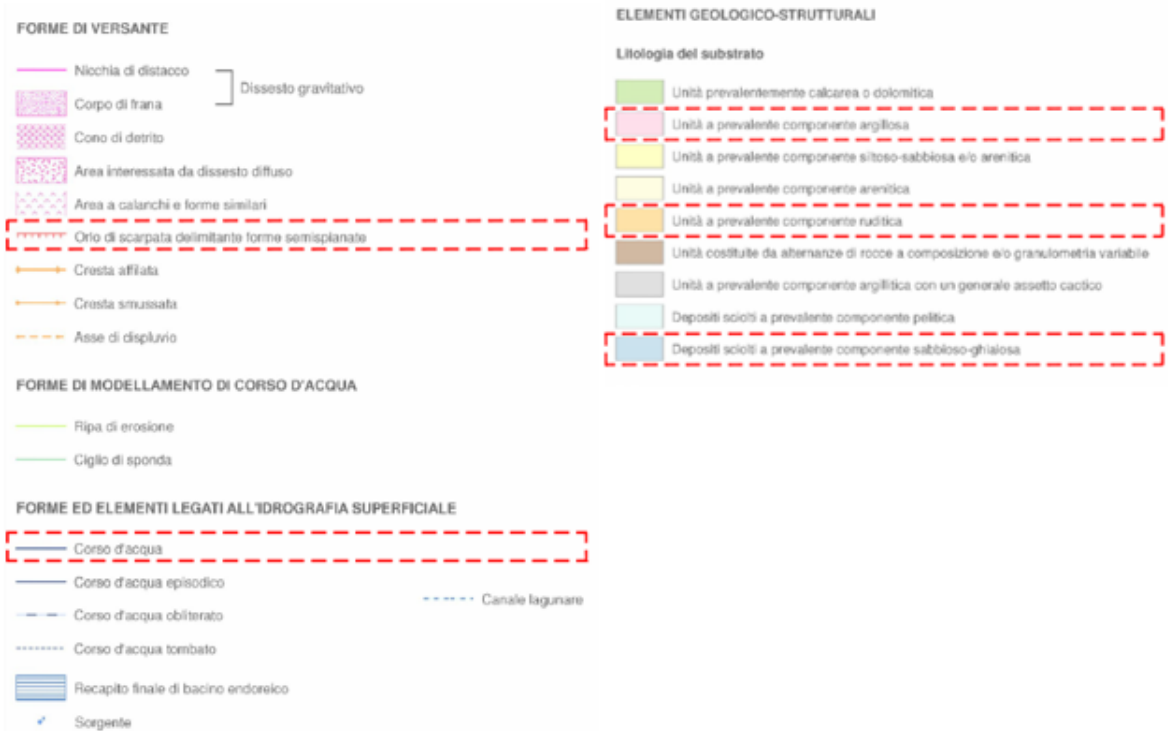 FORME DI VERSANTE
Nicchia di distacco
Dissesto gravitativo
Corpo di frana
Cono di detrito
Area interessata da dissesto diffuso
Area a calanchi e forme similari
Orlo di scarpata delimitante forme semispianate
Cresta affilata
Cresta smussata
Asse di displuvio
FORME DI MODELLAMENTO DI CORSO D'ACQUA
Ripa di erosione
Ciglio di sponda
FORME ED ELEMENTI LEGATI ALL'IDROGRAFIA SUPERFICIALE
Corso d'acqua
Corso d'acqua episodico
Canale lagunare
Corso d'acqua obliterato
Corso d'acqua tombato
Recapito finale di bacino endoreico
Sorgente
ELEMENTI GEOLOGICO-STRUTTURALI
Litologia del substrato
Unità prevalentemente calcarea o dolomitica
Unità a prevalente componente argillosa
Unità a prevalente componente siltoso-sabbiosa e/o arenitica
Unità a prevalente componente arenitica
Unità a prevalente componente ruditica
Unità costituite da alternanze di rocce a composizione e/o granulometria variabile
Unità a prevalente componente argillitica con un generale assetto caotico
Depositi sciolti a prevalente componente pelitica
Depositi sciolti a prevalente componente sabbioso-ghiaiosa